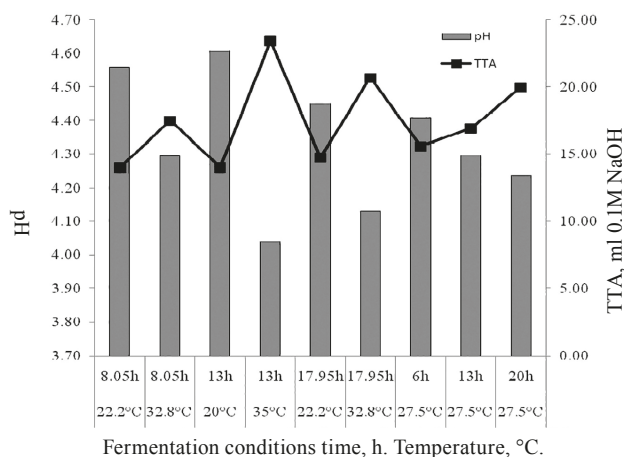 4.70
4.60
4.50
4.40
4.30
4.20
4.10
4.00
3.90
3.80
3.70
pH
25.00
20.00
15.00
10.00
5.00
0.00
TTA, ml 0.1M NaOH
pH
TTA
8.05h 8.05h 13h 13h 17.95h 17.95h 6h 13h 20h
22.2°C 32.8°C 20°C 35°C 22.2°C 32.8°C 27.5°C 27.5°C 27.5°C
Fermentation conditions time, h. Temperature, °C.